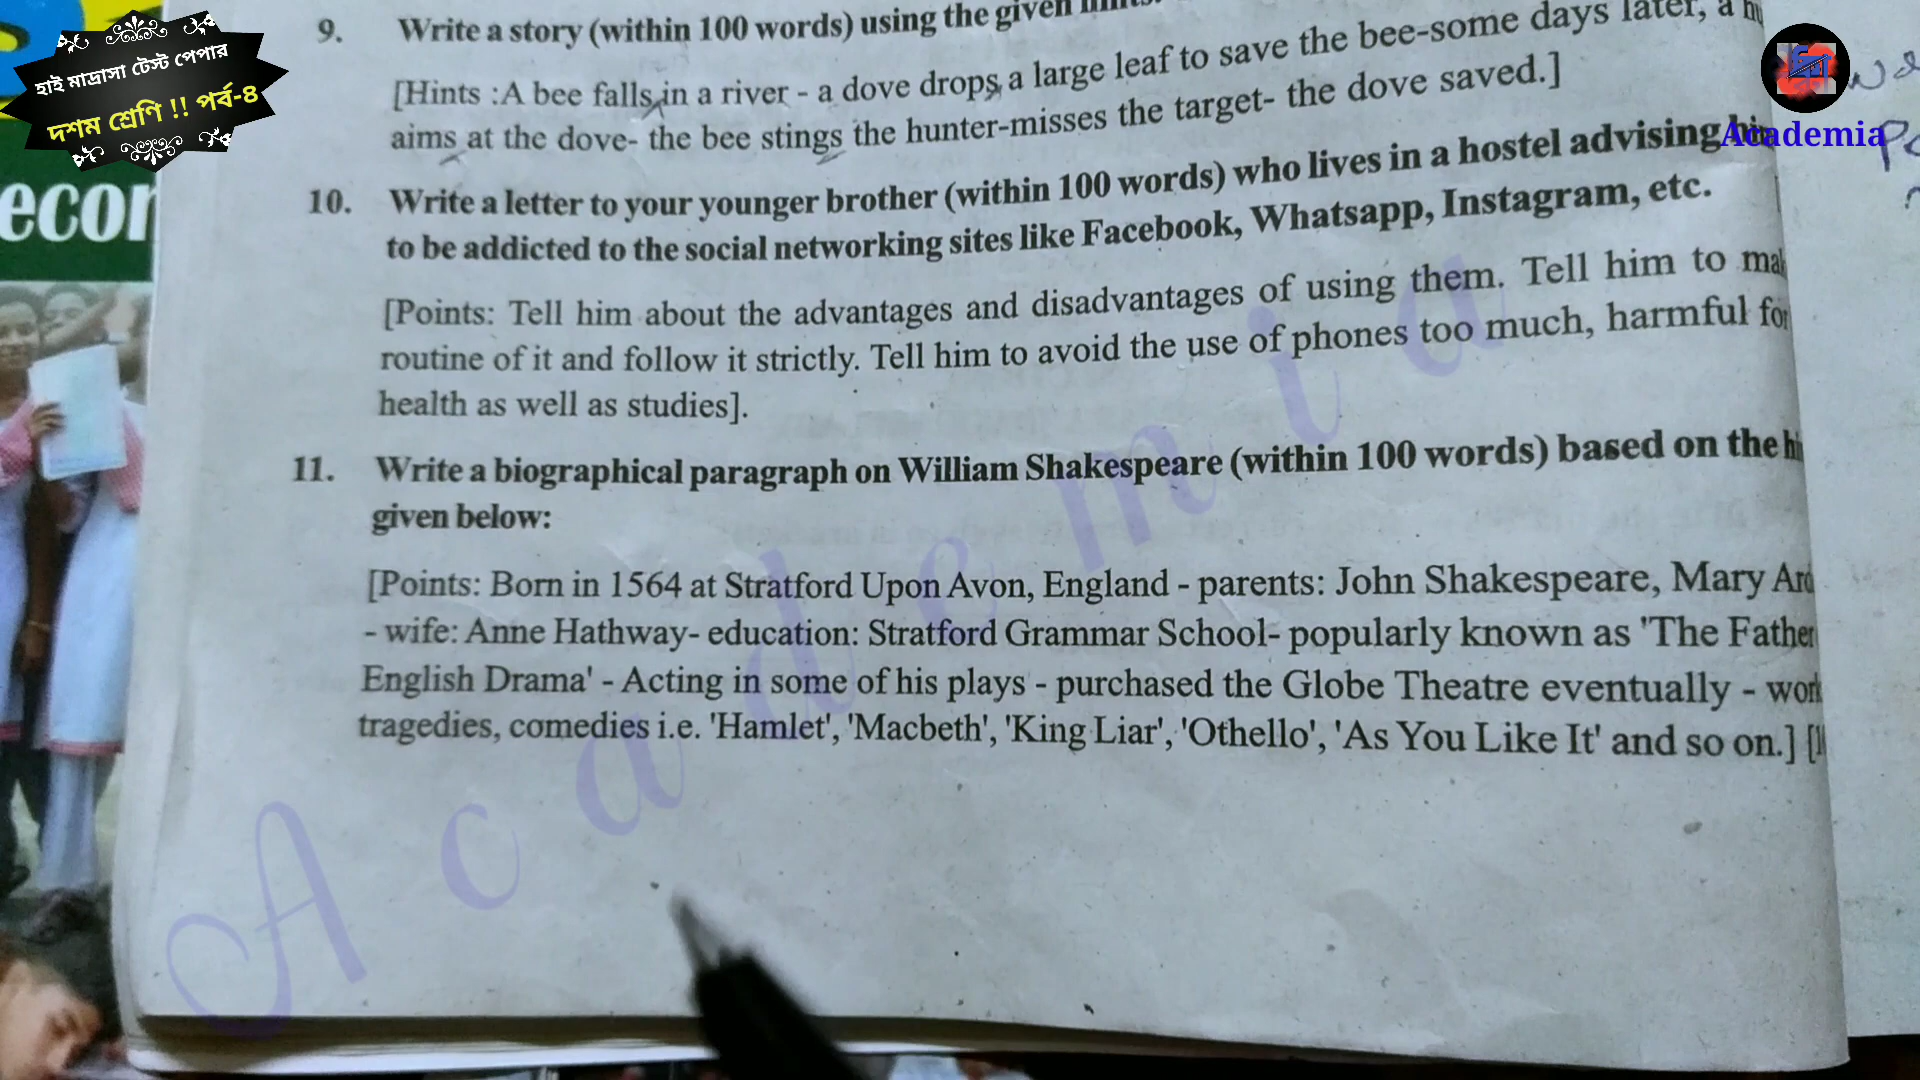 হাই মাদ্রাসা টেস্ট পেপার
দশম শ্রেণি !! পর্ব-৪
Academia
9. Write a story (within 100 words) using the given
[Hints :A bee falls in a river - a dove drops a large leaf to save the bee-some days later, a
aims at the dove- the bee stings the hunter-misses the target- the dove saved.]
10. Write a letter to your younger brother (within 100 words) who lives in a hostel advising
to be addicted to the social networking sites like Facebook, Whatsapp, Instagram, etc.
[Points: Tell him about the advantages and disadvantages of using them. Tell him to
routine of it and follow it strictly. Tell him to avoid the use of phones too much, harmful
health as well as studies].
11. Write a biographical paragraph on William Shakespeare (within 100 words) based on the
given below:
[Points: Born in 1564 at Stratford Upon Avon, England - parents: John Shakespeare, Mary
- wife: Anne Hathway- education: Stratford Grammar School- popularly known as 'The Father
English Drama' - Acting in some of his plays - purchased the Globe Theatre eventually -
tragedies, comedies i.e. 'Hamlet', 'Macbeth', 'King Liar', 'Othello', 'As You Like It' and so on.]
Academia